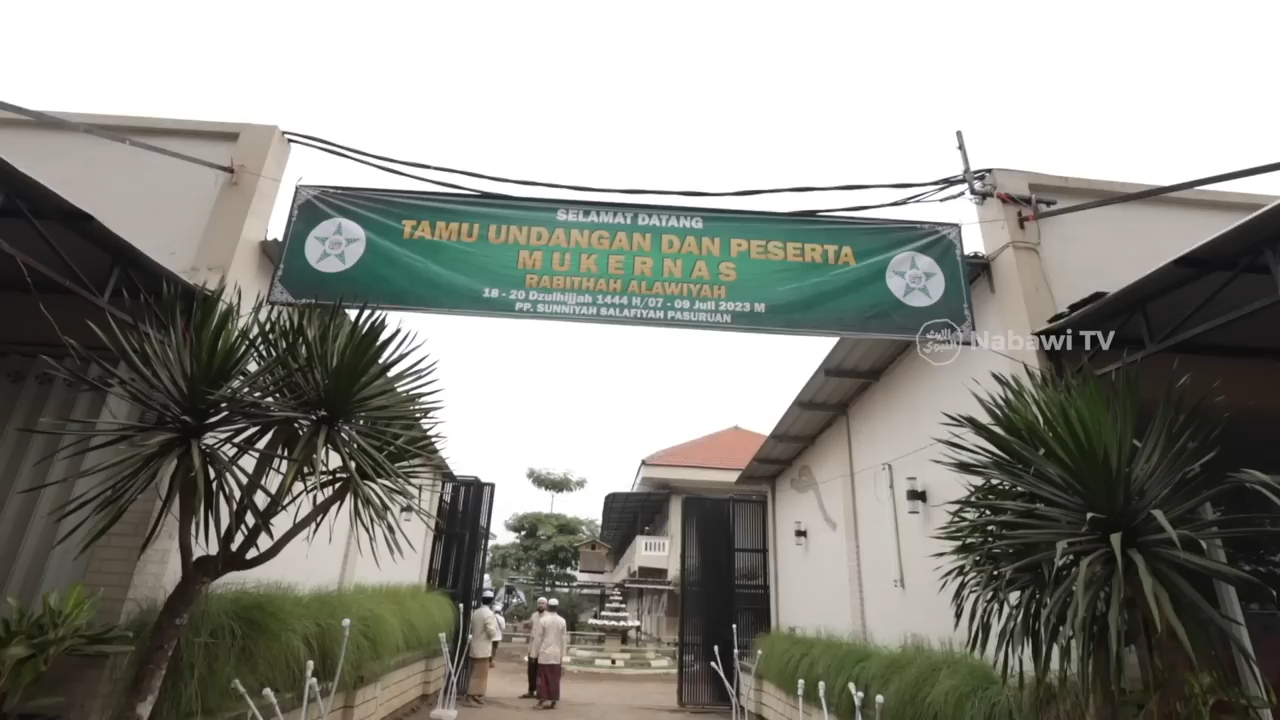 SELAMAT DATANG
TAMU UNDANGAN DAN PESERTA
MUKERNAS
RABITHAH ALAWIYAH
18 - 20 Dzulhijjah 1444 H/07 - 09 Juli 2023 M
PP. SUNNIYAH SALAFIYAH PASURUAN
Nabawi TV